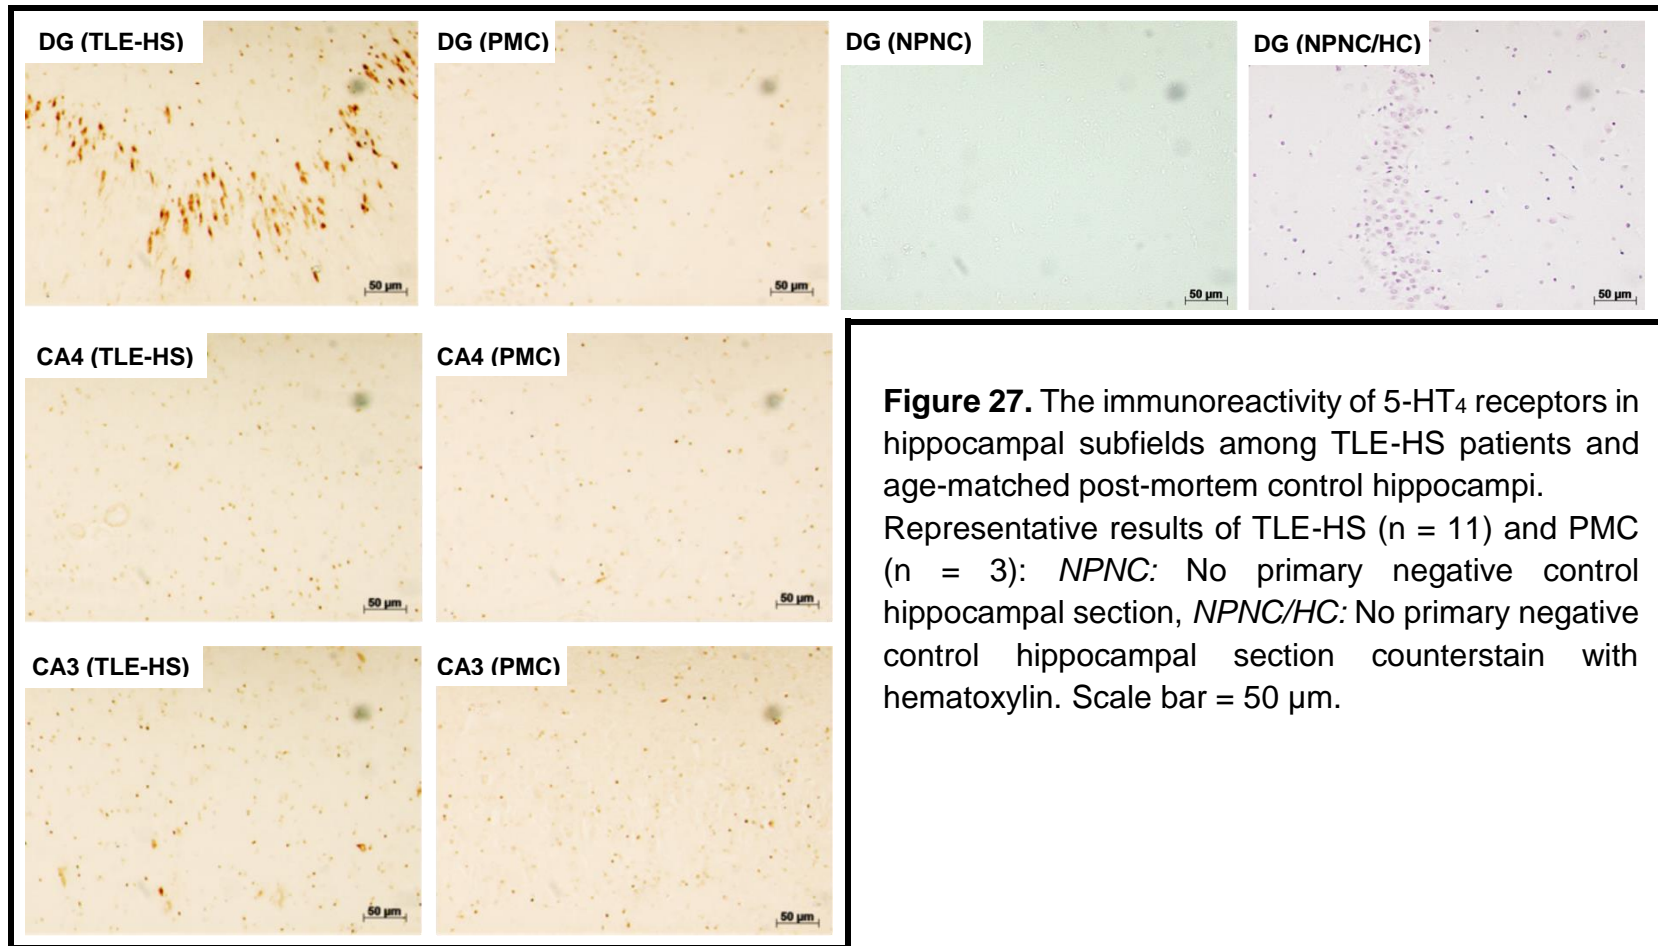 DG (TLE-HS)
DG (PMC)
DG (NPNC)
DG (NPNC/HC)
50 µm
50 µm
50 µm
50 µm
CA4 (TLE-HS)
CA4 (PMC)
50 µm
50 µm
CA3 (TLE-HS)
CA3 (PMC)
50 µm
50 µm
Figure 27. The immunoreactivity of 5-HT₄ receptors in
hippocampal subfields among TLE-HS patients and
age-matched post-mortem control hippocampi.
Representative results of TLE-HS (n = 11) and PMC
(n = 3): NPNC: No primary negative control
hippocampal section, NPNC/HC: No primary negative
control hippocampal section counterstain with
hematoxylin. Scale bar = 50 µm.